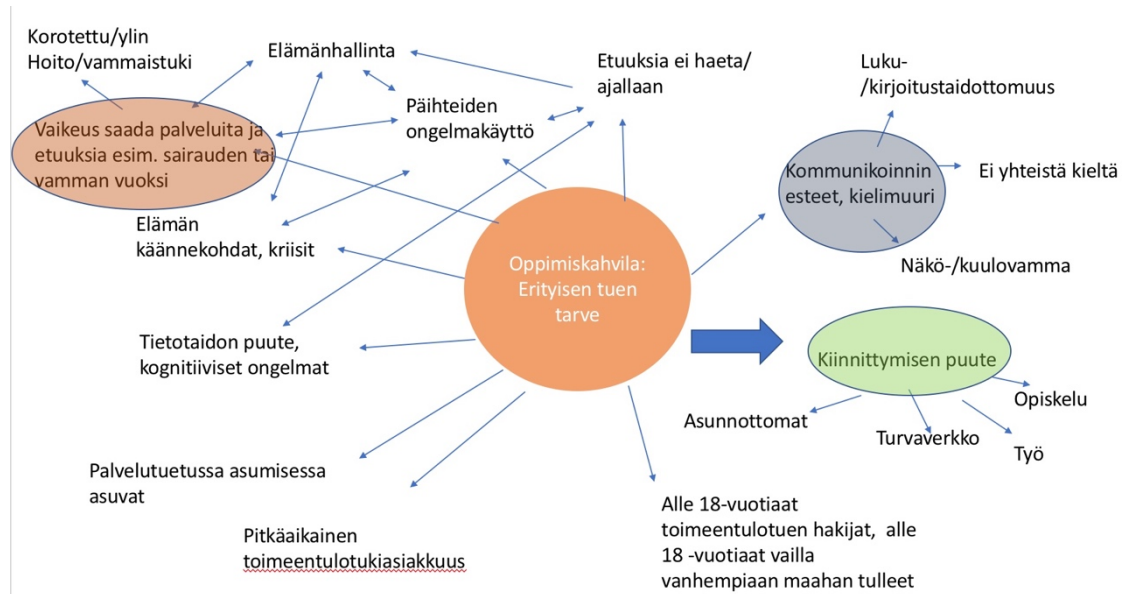 Korotettu/ylin
Hoito/vammaistuki
Elämänhallinta
Etuuksia ei haeta/
ajallaan
Luku-
/kirjoitustaidottomuus
Päihteiden
ongelmakäyttö
Vaikeus saada palveluita ja
etuuksia esim. sairauden tai
vamman vuoksi
Kommunikoinnin
esteet, kielimuuri
Ei yhteistä kieltä
Elämän
käännekohdat, kriisit
Näkö-/kuulovamma
Oppimiskahvila:
Erityisen tuen
tarve
Tietotaidon puute,
kognitiiviset ongelmat
Kiinnittymisen puute
Opiskelu
Asunnottomat
Turvaverkko
Työ
Palvelutuetussa asumisessa
asuvat
Pitkäaikainen
toimeentulotukiasiakkuus
Alle 18-vuotiaat
toimeentulotuen hakijat, alle
18 -vuotiaat vailla
vanhempiaan maahan tulleet